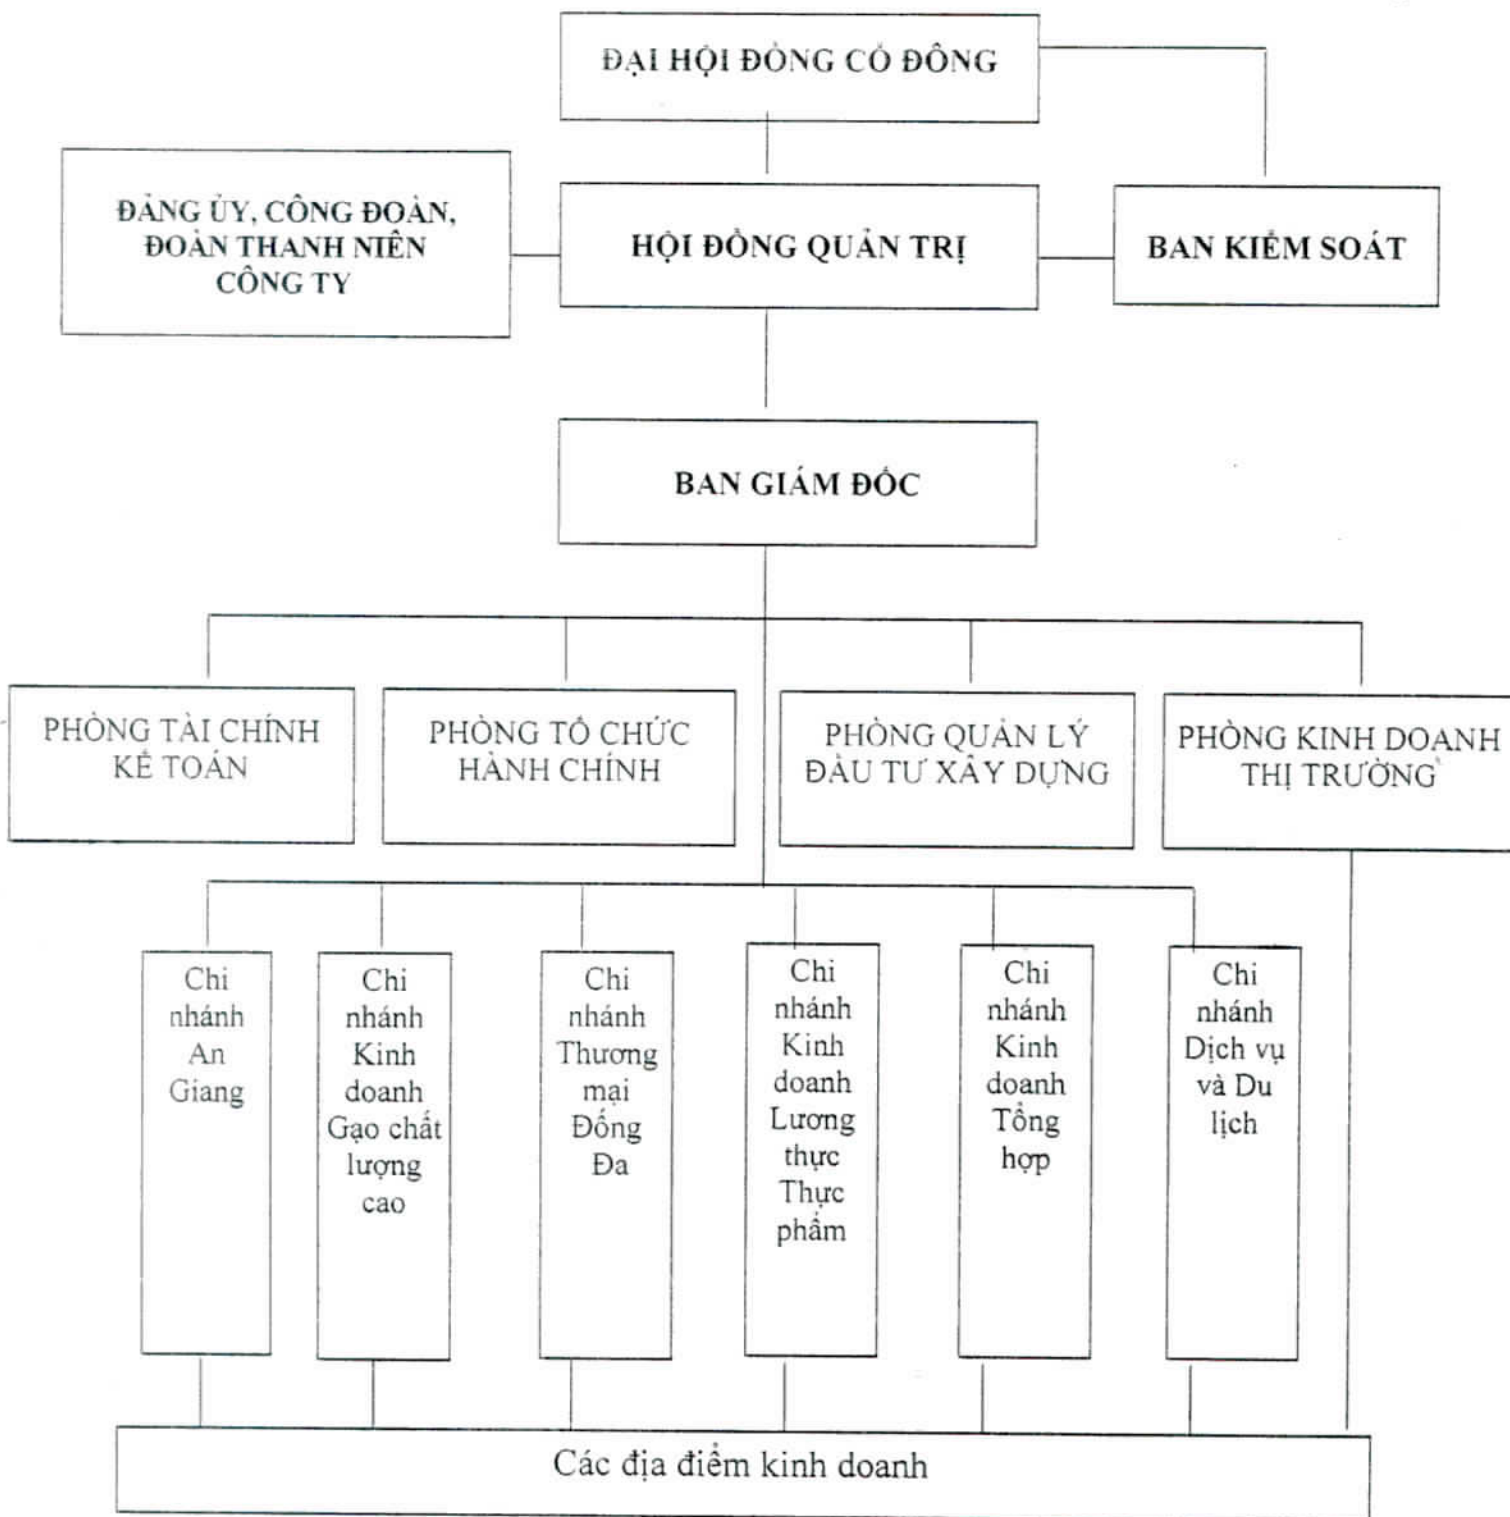 ĐẠI HỘI ĐỒNG CỔ ĐÔNG
ĐẢNG ỦY, CÔNG ĐOÀN,
ĐOÀN THANH NIÊN
CÔNG TY
HỘI ĐỒNG QUẢN TRỊ
BAN KIỂM SOÁT
BAN GIÁM ĐỐC
PHÒNG TÀI CHÍNH
KẾ TOÁN
PHÒNG TỔ CHỨC
HÀNH CHÍNH
PHÒNG QUẢN LÝ
ĐẦU TƯ XÂY DỰNG
PHÒNG KINH DOANH
THỊ TRƯỜNG
Chi
nhánh
An
Giang
Chi
nhánh
Kinh
doanh
Gạo chất
lượng
cao
Chi
nhánh
Thương
mại
Đống
Đa
Chi
nhánh
Kinh
doanh
Lương
thực
Thực
phẩm
Chi
nhánh
Kinh
doanh
Tổng
hợp
Chi
nhánh
Dịch vụ
và Du
lịch
Các địa điểm kinh doanh